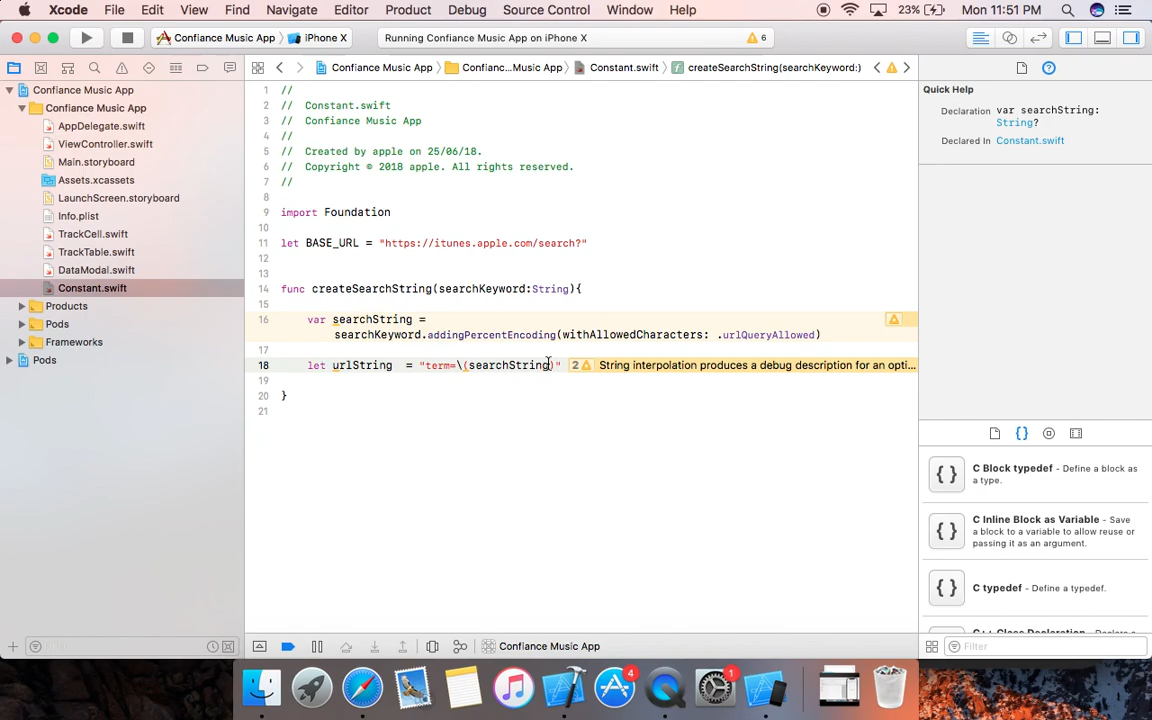 Xcode File Edit View Find Navigate Editor Product Debug Source Control Window Help 23% Mon 11:51 PM
Confiance Music App iPhone X Running Confiance Music App on iPhone X 6
Confiance Music App Confianc...Music App Constant.swift createSearchString(searchKeyword:)
Confiance Music App
Confiance Music App
AppDelegate.swift
ViewController.swift
Main.storyboard
Assets.xcassets
LaunchScreen.storyboard
Info.plist
TrackCell.swift
TrackTable.swift
DataModal.swift
Constant.swift
Products
Pods
Frameworks
Pods
1 //
2 // Constant.swift
3 // Confiance Music App
4 //
5 // Created by apple on 25/06/18.
6 // Copyright © 2018 apple. All rights reserved.
7 //
8
9 import Foundation
10
11 let BASE_URL = "https://itunes.apple.com/search?"
12
13
14 func createSearchString(searchKeyword:String){
15
16 var searchString =
searchKeyword.addingPercentEncoding(withAllowedCharacters: .urlQueryAllowed)
17
18 let urlString = "term=\(searchString)" 2 String interpolation produces a debug description for an opti...
19
20 }
21
Quick Help
Declaration var searchString:
String?
Declared In Constant.swift
C Block typedef - Define a block as
a type.
C Inline Block as Variable - Save
a block to a variable to allow reuse or
passing it as an argument.
C typedef - Define a typedef.
Filter
Confiance Music App
4
1